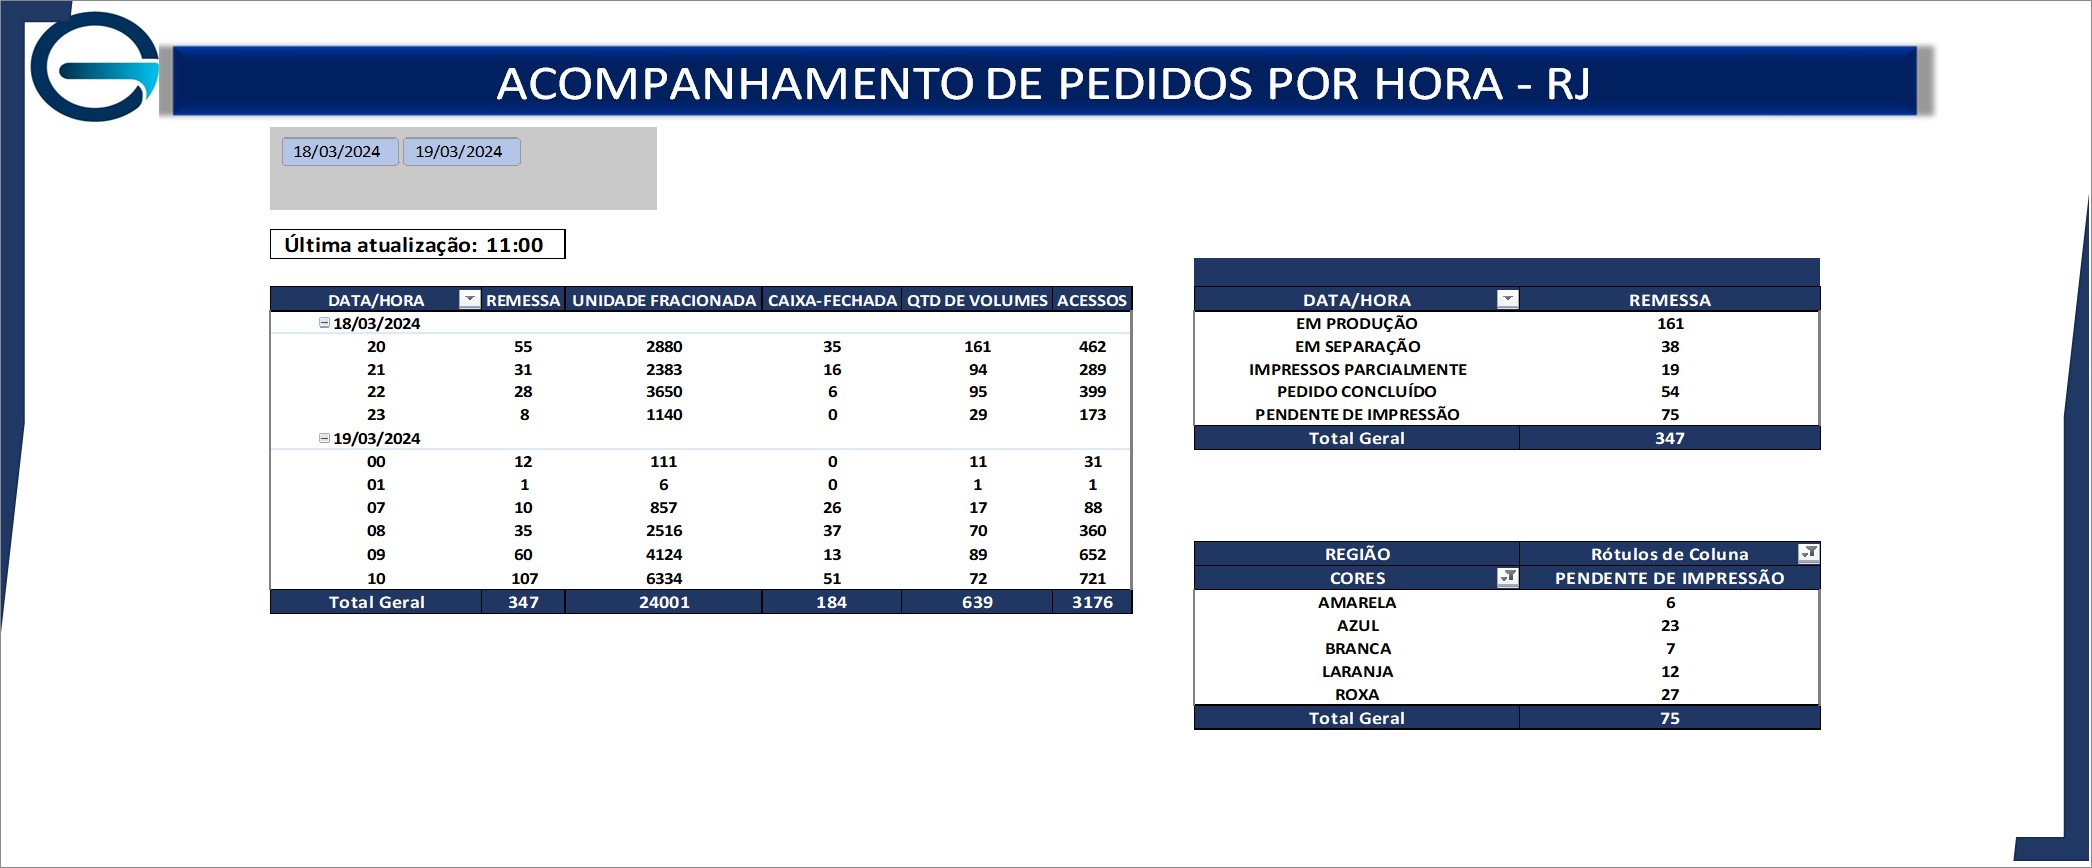 ACOMPANHAMENTO DE PEDIDOS POR HORA - RJ
18/03/2024 19/03/2024
Última atualização: 11:00
DATA/HORA REMESSA UNIDADE FRACIONADA CAIXA-FECHADA QTD DE VOLUMES ACESSOS
18/03/2024
20 55 2880 35 161 462
21 31 2383 16 94 289
22 28 3650 6 95 399
23 8 1140 0 29 173
19/03/2024
00 12 111 0 11 31
01 1 6 0 1 1
07 10 857 26 17 88
08 35 2516 37 70 360
09 60 4124 13 89 652
10 107 6334 51 72 721
Total Geral 347 24001 184 639 3176
DATA/HORA REMESSA
EM PRODUÇÃO 161
EM SEPARAÇÃO 38
IMPRESSOS PARCIALMENTE 19
PEDIDO CONCLUÍDO 54
PENDENTE DE IMPRESSÃO 75
Total Geral 347
REGIÃO Rótulos de Coluna
CORES PENDENTE DE IMPRESSÃO
AMARELA 6
AZUL 23
BRANCA 7
LARANJA 12
ROXA 27
Total Geral 75